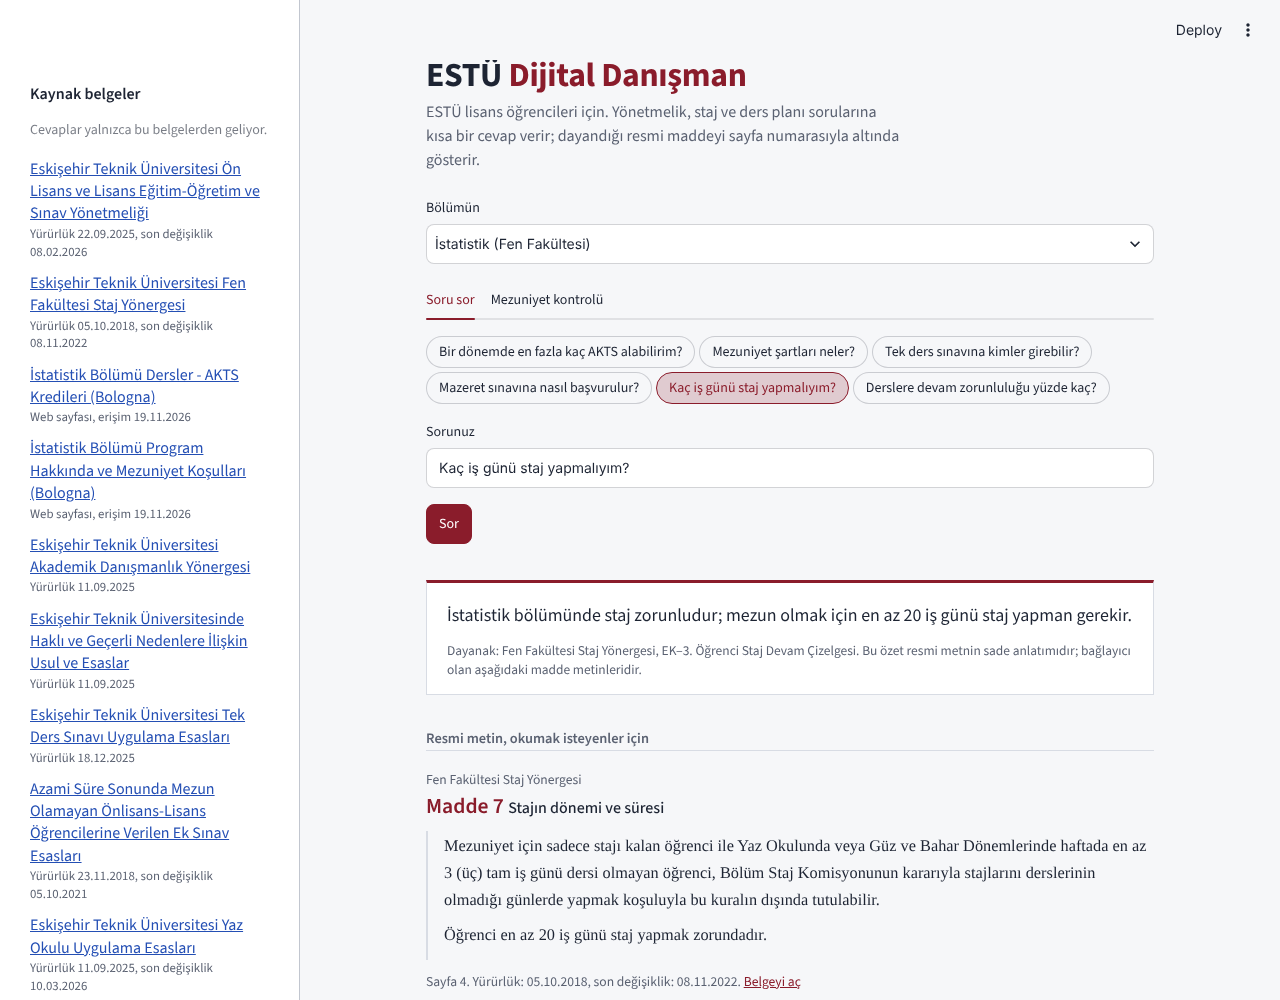 Deploy
Kaynak belgeler
Cevaplar yalnızca bu belgelerden geliyor.
Eskişehir Teknik Üniversitesi Ön
Lisans ve Lisans Eğitim-Öğretim ve
Sınav Yönetmeliği
Yürürlük 22.09.2025, son değişiklik
08.02.2026
Eskişehir Teknik Üniversitesi Fen
Fakültesi Staj Yönergesi
Yürürlük 05.10.2018, son değişiklik
08.11.2022
İstatistik Bölümü Dersler - AKTS
Kredileri (Bologna)
Web sayfası, erişim 19.11.2026
İstatistik Bölümü Program
Hakkında ve Mezuniyet Koşulları
(Bologna)
Web sayfası, erişim 19.11.2026
Eskişehir Teknik Üniversitesi
Akademik Danışmanlık Yönergesi
Yürürlük 11.09.2025
Eskişehir Teknik Üniversitesinde
Haklı ve Geçerli Nedenlere İlişkin
Usul ve Esaslar
Yürürlük 11.09.2025
Eskişehir Teknik Üniversitesi Tek
Ders Sınavı Uygulama Esasları
Yürürlük 18.12.2025
Azami Süre Sonunda Mezun
Olamayan Önlisans-Lisans
Öğrencilerine Verilen Ek Sınav
Esasları
Yürürlük 23.11.2018, son değişiklik
05.10.2021
Eskişehir Teknik Üniversitesi Yaz
Okulu Uygulama Esasları
Yürürlük 11.09.2025, son değişiklik
10.03.2026
ESTÜ Dijital Danışman
ESTÜ lisans öğrencileri için. Yönetmelik, staj ve ders planı sorularına
kısa bir cevap verir; dayandığı resmi maddeyi sayfa numarasıyla altında
gösterir.
Bölümün
İstatistik (Fen Fakültesi)
Soru sor Mezuniyet kontrolü
Bir dönemde en fazla kaç AKTS alabilirim? Mezuniyet şartları neler? Tek ders sınavına kimler girebilir?
Mazeret sınavına nasıl başvurulur? Kaç iş günü staj yapmalıyım? Derslere devam zorunluluğu yüzde kaç?
Sorunuz
Kaç iş günü staj yapmalıyım?
Sor
İstatistik bölümünde staj zorunludur; mezun olmak için en az 20 iş günü staj yapman gerekir.
Dayanak: Fen Fakültesi Staj Yönergesi, EK–3. Öğrenci Staj Devam Çizelgesi. Bu özet resmi metnin sade anlatımıdır; bağlayıcı
olan aşağıdaki madde metinleridir.
Resmi metin, okumak isteyenler için
Fen Fakültesi Staj Yönergesi
Madde 7 Stajın dönemi ve süresi
Mezuniyet için sadece stajı kalan öğrenci ile Yaz Okulunda veya Güz ve Bahar Dönemlerinde haftada en az
3 (üç) tam iş günü dersi olmayan öğrenci, Bölüm Staj Komisyonunun kararıyla stajlarını derslerinin
olmadığı günlerde yapmak koşuluyla bu kuralın dışında tutulabilir.
Öğrenci en az 20 iş günü staj yapmak zorundadır.
Sayfa 4. Yürürlük: 05.10.2018, son değişiklik: 08.11.2022. Belgeyi aç